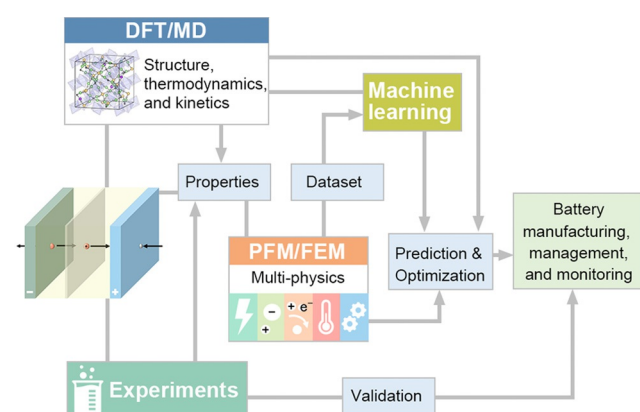 DFT/MD
Structure,
thermodynamics,
and kinetics
Machine
learning
Properties
Dataset
PFM/FEM
Multi-physics
− + + e⁻
Prediction &
Optimization
Battery
manufacturing,
management,
and monitoring
− +
Experiments
Validation